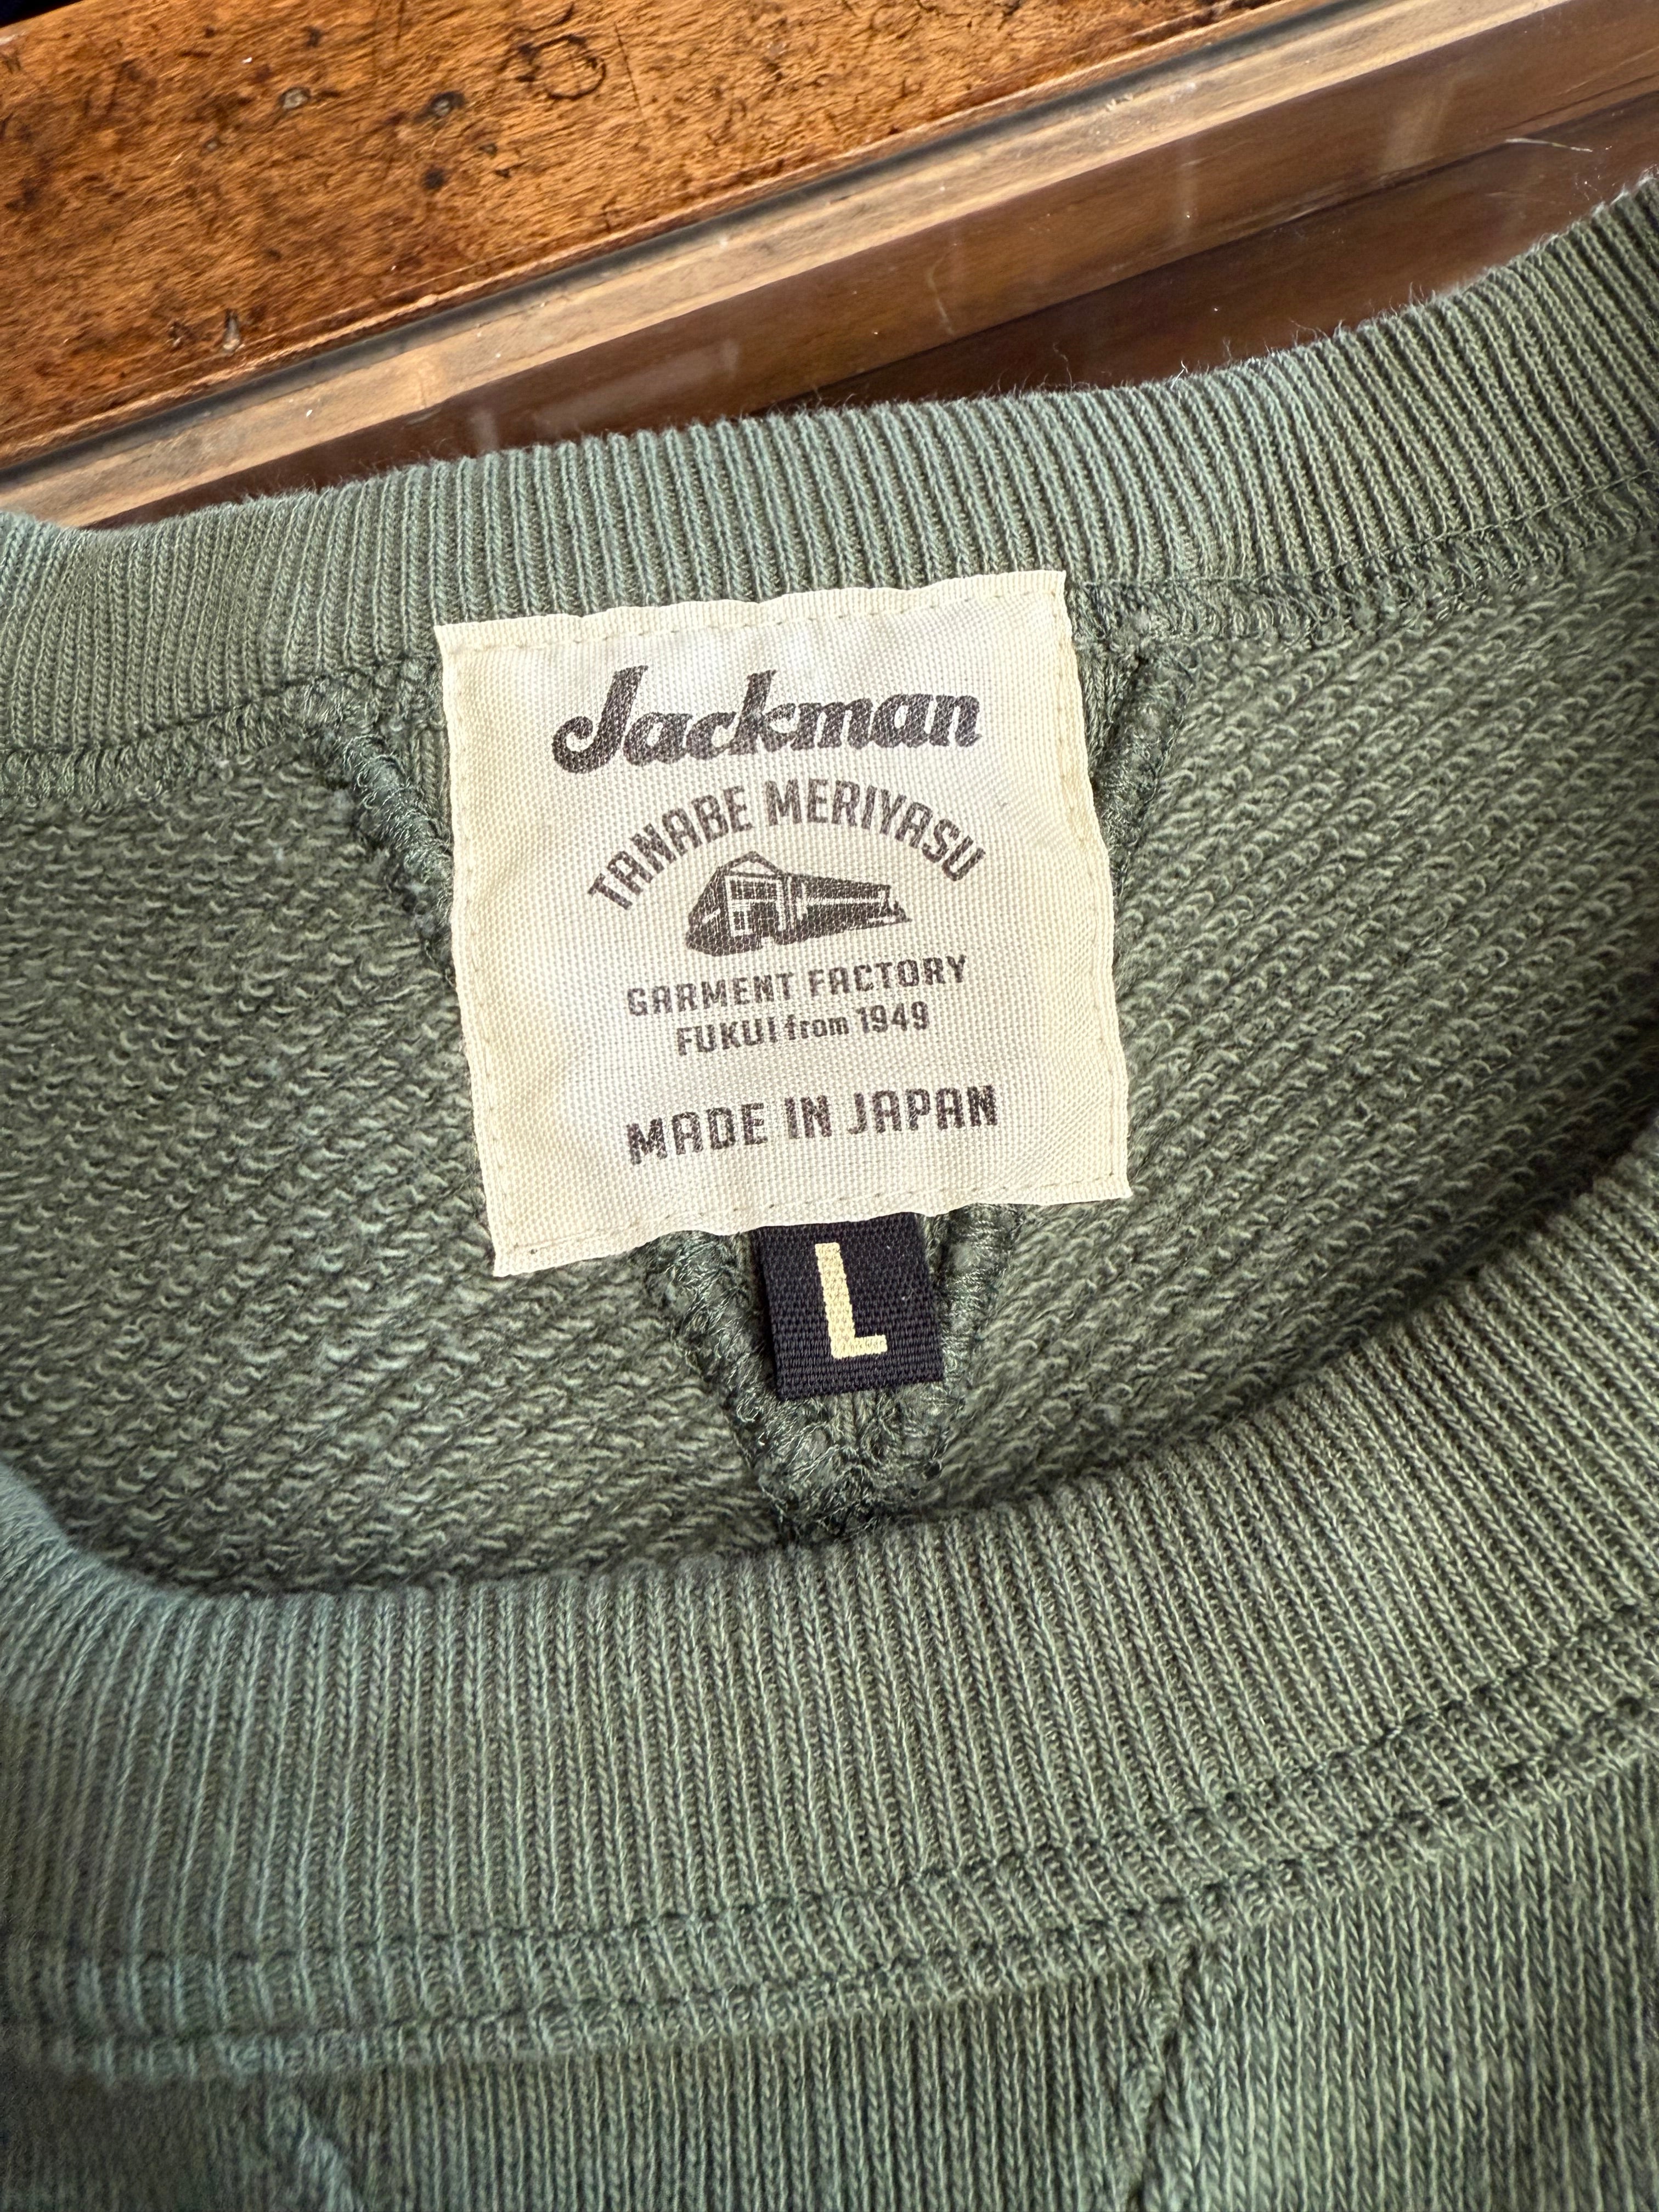 Jackman
TANABE MERIYASU
GARMENT FACTORY
FUKUI from 1949
MADE IN JAPAN
L